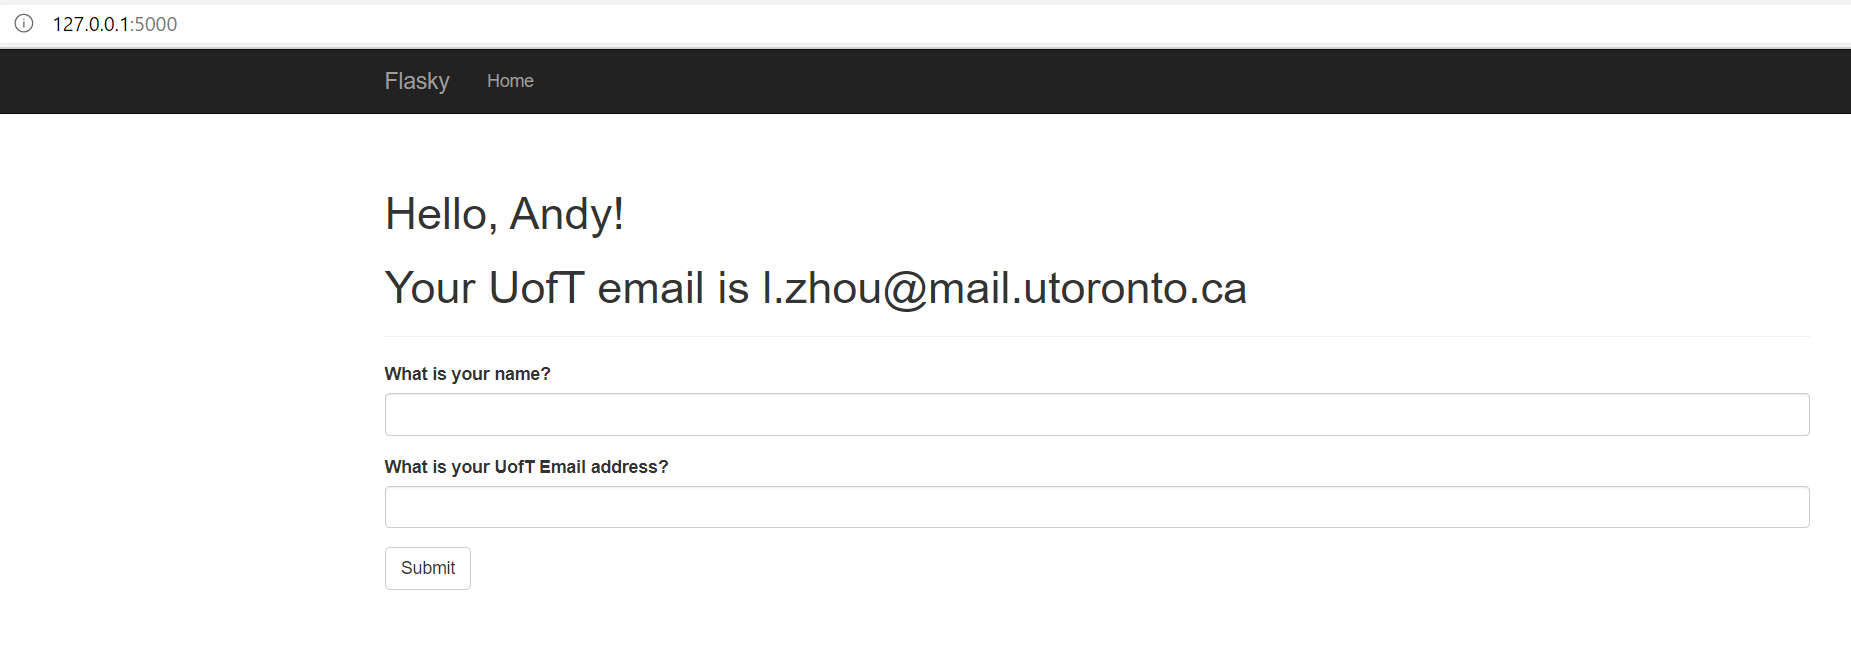 127.0.0.1:5000
Flasky Home
Hello, Andy!
Your UofT email is l.zhou@mail.utoronto.ca
What is your name?
What is your UofT Email address?
Submit